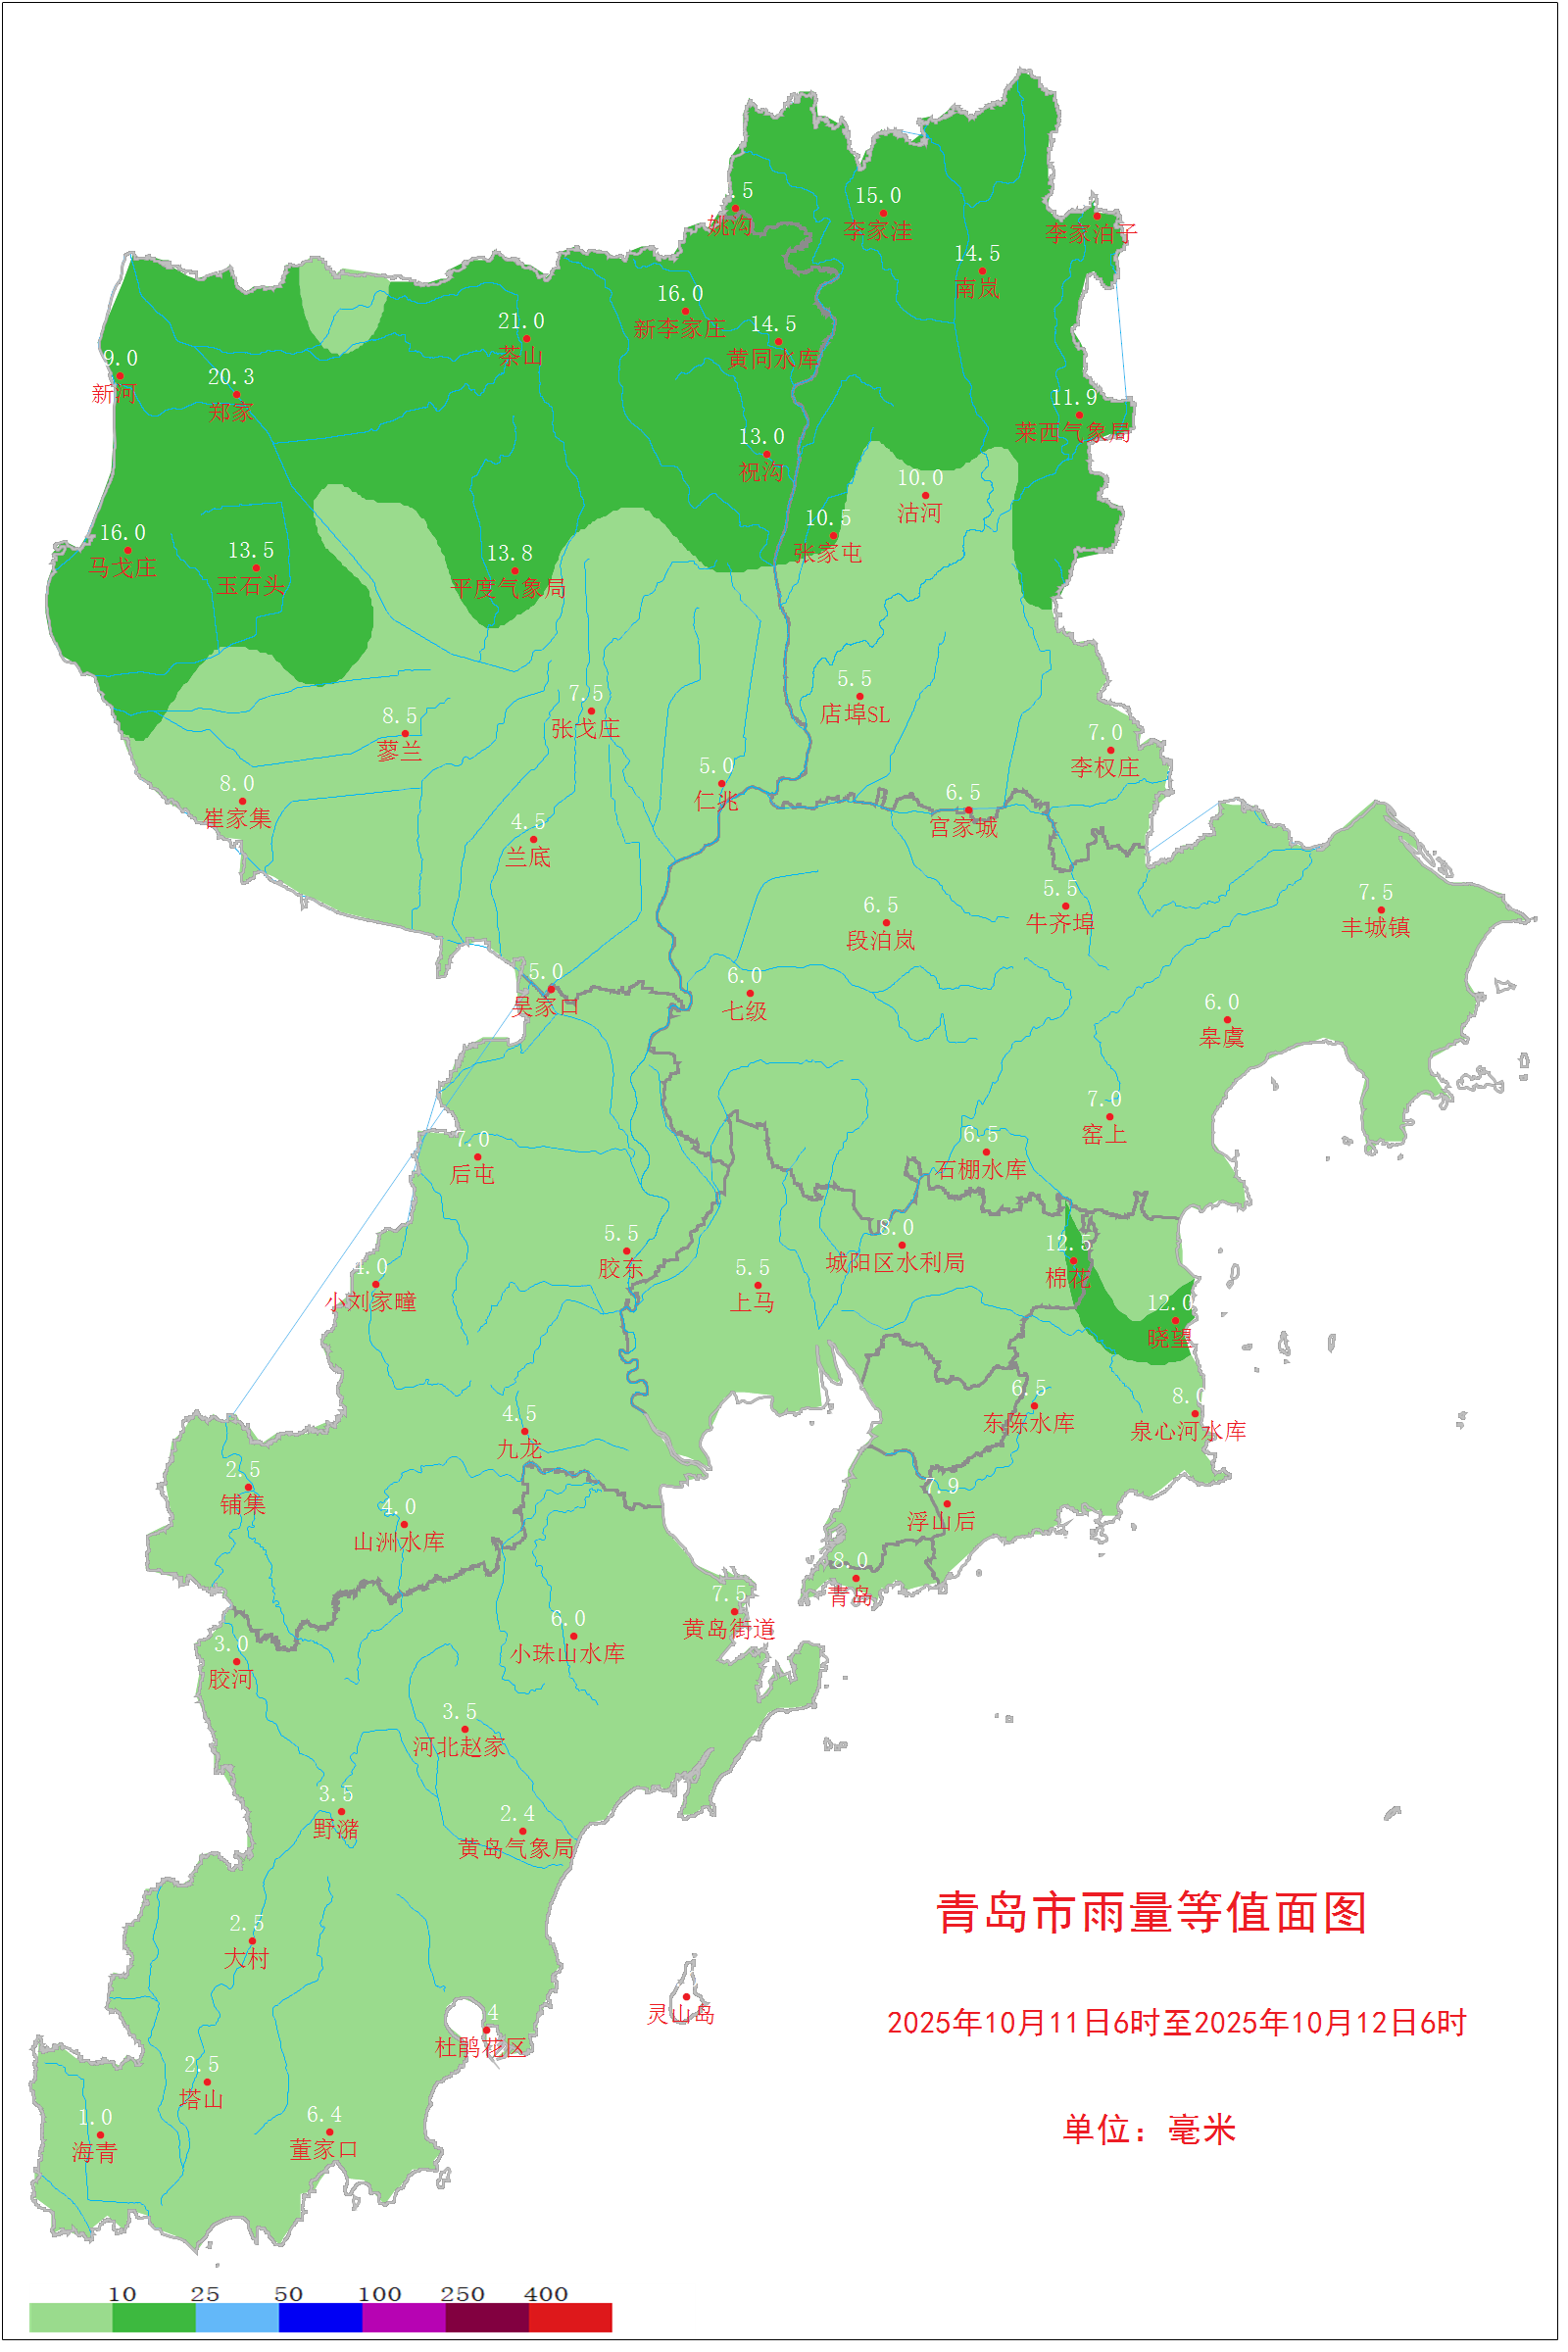 .5
姚沟
15.0
李家洼
李家泊子
14.5
南岚
16.0
新李家庄
14.5
黄同水库
21.0
茶山
9.0
新河
20.3
郑家
11.9
莱西气象局
13.0
祝沟
10.0
沽河
10.5
张家屯
16.0
马戈庄
13.5
玉石头
13.8
平度气象局
5.5
店埠SL
7.5
张戈庄
8.5
蓼兰
7.0
李权庄
5.0
仁兆
8.0
崔家集
6.5
宫家城
4.5
兰底
5.5
牛齐埠
7.5
丰城镇
6.5
段泊岚
5.0
吴家口
6.0
七级
6.0
皋虞
7.0
窑上
7.0
后屯
6.5
石棚水库
5.5
胶东
8.0
城阳区水利局
12.5
棉花
4.0
小刘家疃
5.5
上马
12.0
晓望
6.5
东陈水库
8.0
泉心河水库
4.5
九龙
2.5
铺集
4.0
山洲水库
7.9
浮山后
8.0
青岛
7.5
黄岛街道
6.0
小珠山水库
3.0
胶河
3.5
河北赵家
3.5
野潴
2.4
黄岛气象局
2.5
大村
灵山岛
4
杜鹃花区
2.5
塔山
1.0
海青
6.4
董家口
青岛市雨量等值面图
2025年10月11日6时至2025年10月12日6时
单位：毫米
10 25 50 100 250 400